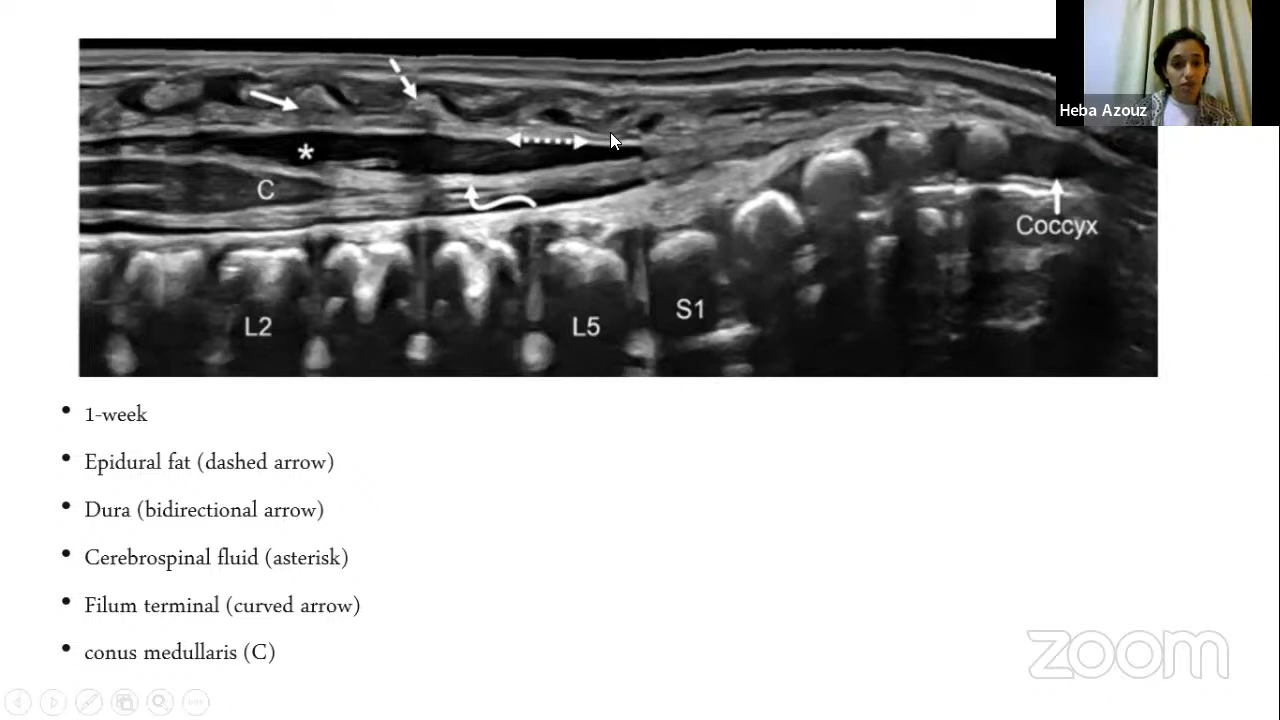 Heba Azouz
*
C
Coccyx
L2
L5
S1
• 1-week
• Epidural fat (dashed arrow)
• Dura (bidirectional arrow)
• Cerebrospinal fluid (asterisk)
• Filum terminal (curved arrow)
• conus medullaris (C)
zoom